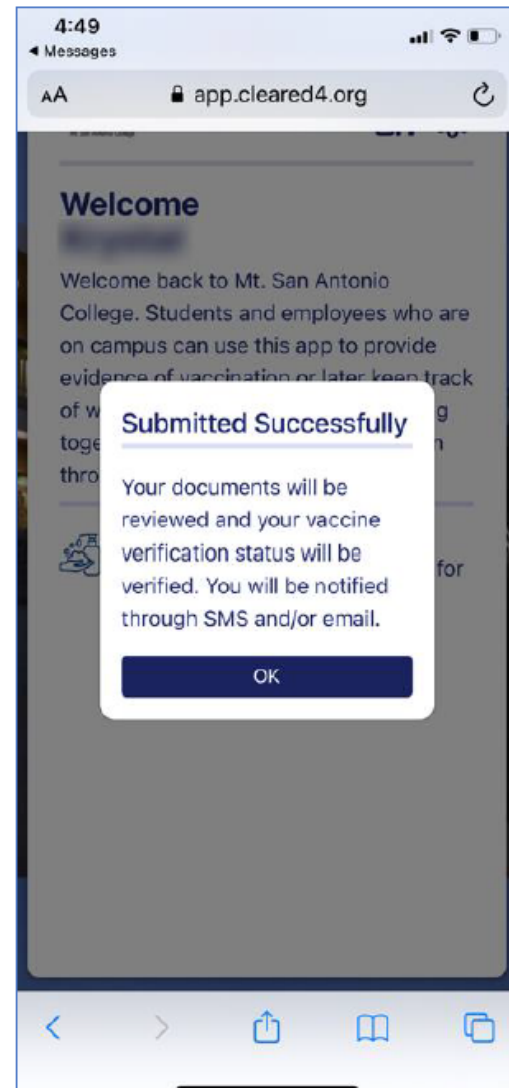 4:49
Messages
AA app.cleared4.org
Welcome
Welcome back to Mt. San Antonio
College. Students and employees who are
on campus can use this app to provide
evidence of vaccination or later keep track
of w g
toge n
thro
Submitted Successfully
Your documents will be
reviewed and your vaccine
verification status will be
verified. You will be notified
through SMS and/or email.
for
OK